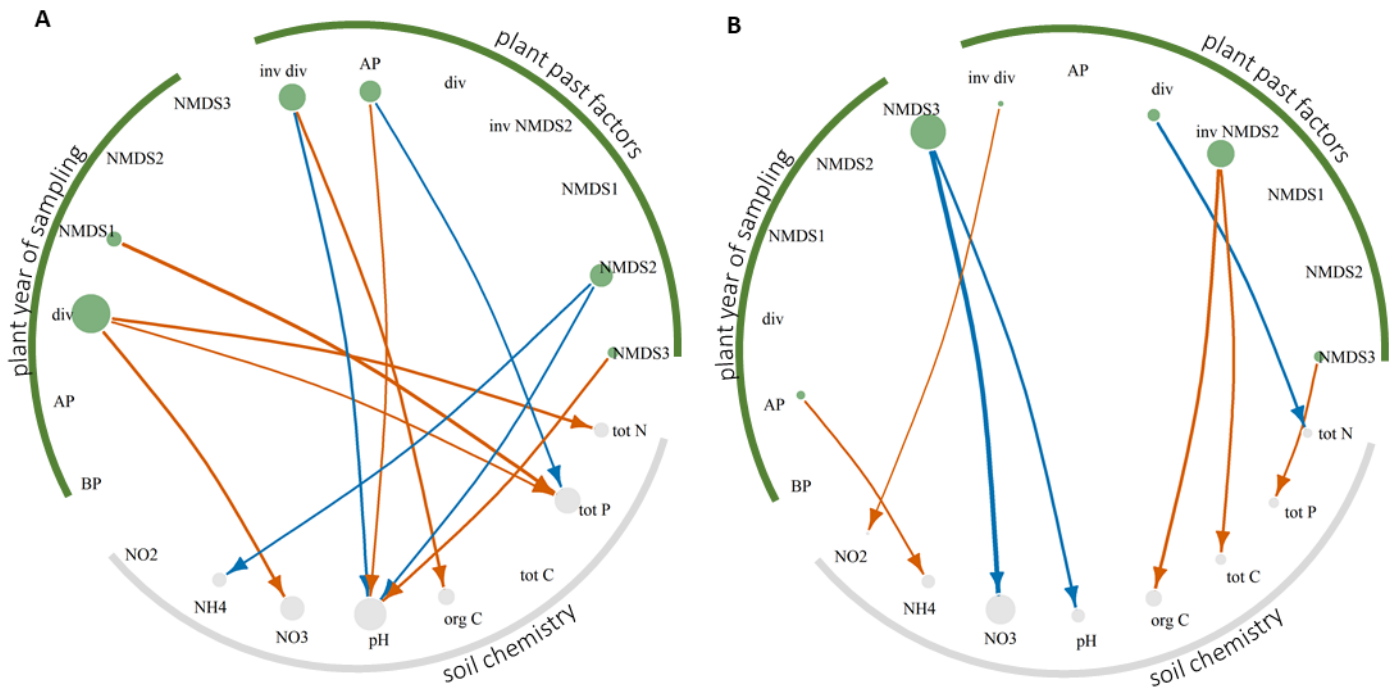 A
plant past factors
inv div
AP
div
NMDS3
inv NMDS2
NMDS2
NMDS1
plant year of sampling
NMDS1
NMDS2
div
NMDS3
AP
tot N
BP
tot P
NO2
tot C
NH4
org C
NO3
pH
soil chemistry
B
plant past factors
inv div
AP
div
NMDS3
inv NMDS2
NMDS2
NMDS1
plant year of sampling
NMDS1
NMDS2
div
NMDS3
AP
tot N
BP
tot P
NO2
tot C
NH4
org C
NO3
pH
soil chemistry